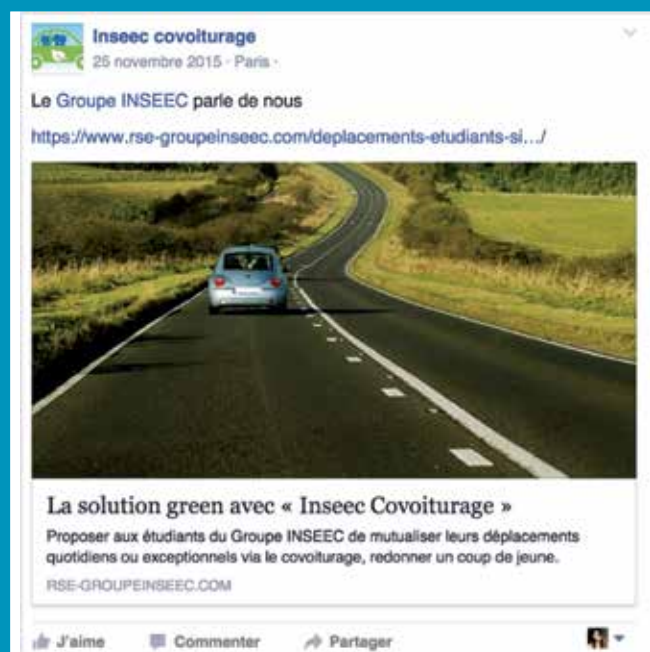 Inseec covoiturage
26 novembre 2015 · Paris ·
Le Groupe INSEEC parle de nous
https://www.rse-groupeinseec.com/deplacements-etudiants-si…/
La solution green avec « Inseec Covoiturage »
Proposer aux étudiants du Groupe INSEEC de mutualiser leurs déplacements
quotidiens ou exceptionnels via le covoiturage, redonner un coup de jeune.
RSE-GROUPEINSEEC.COM
J'aime Commenter Partager